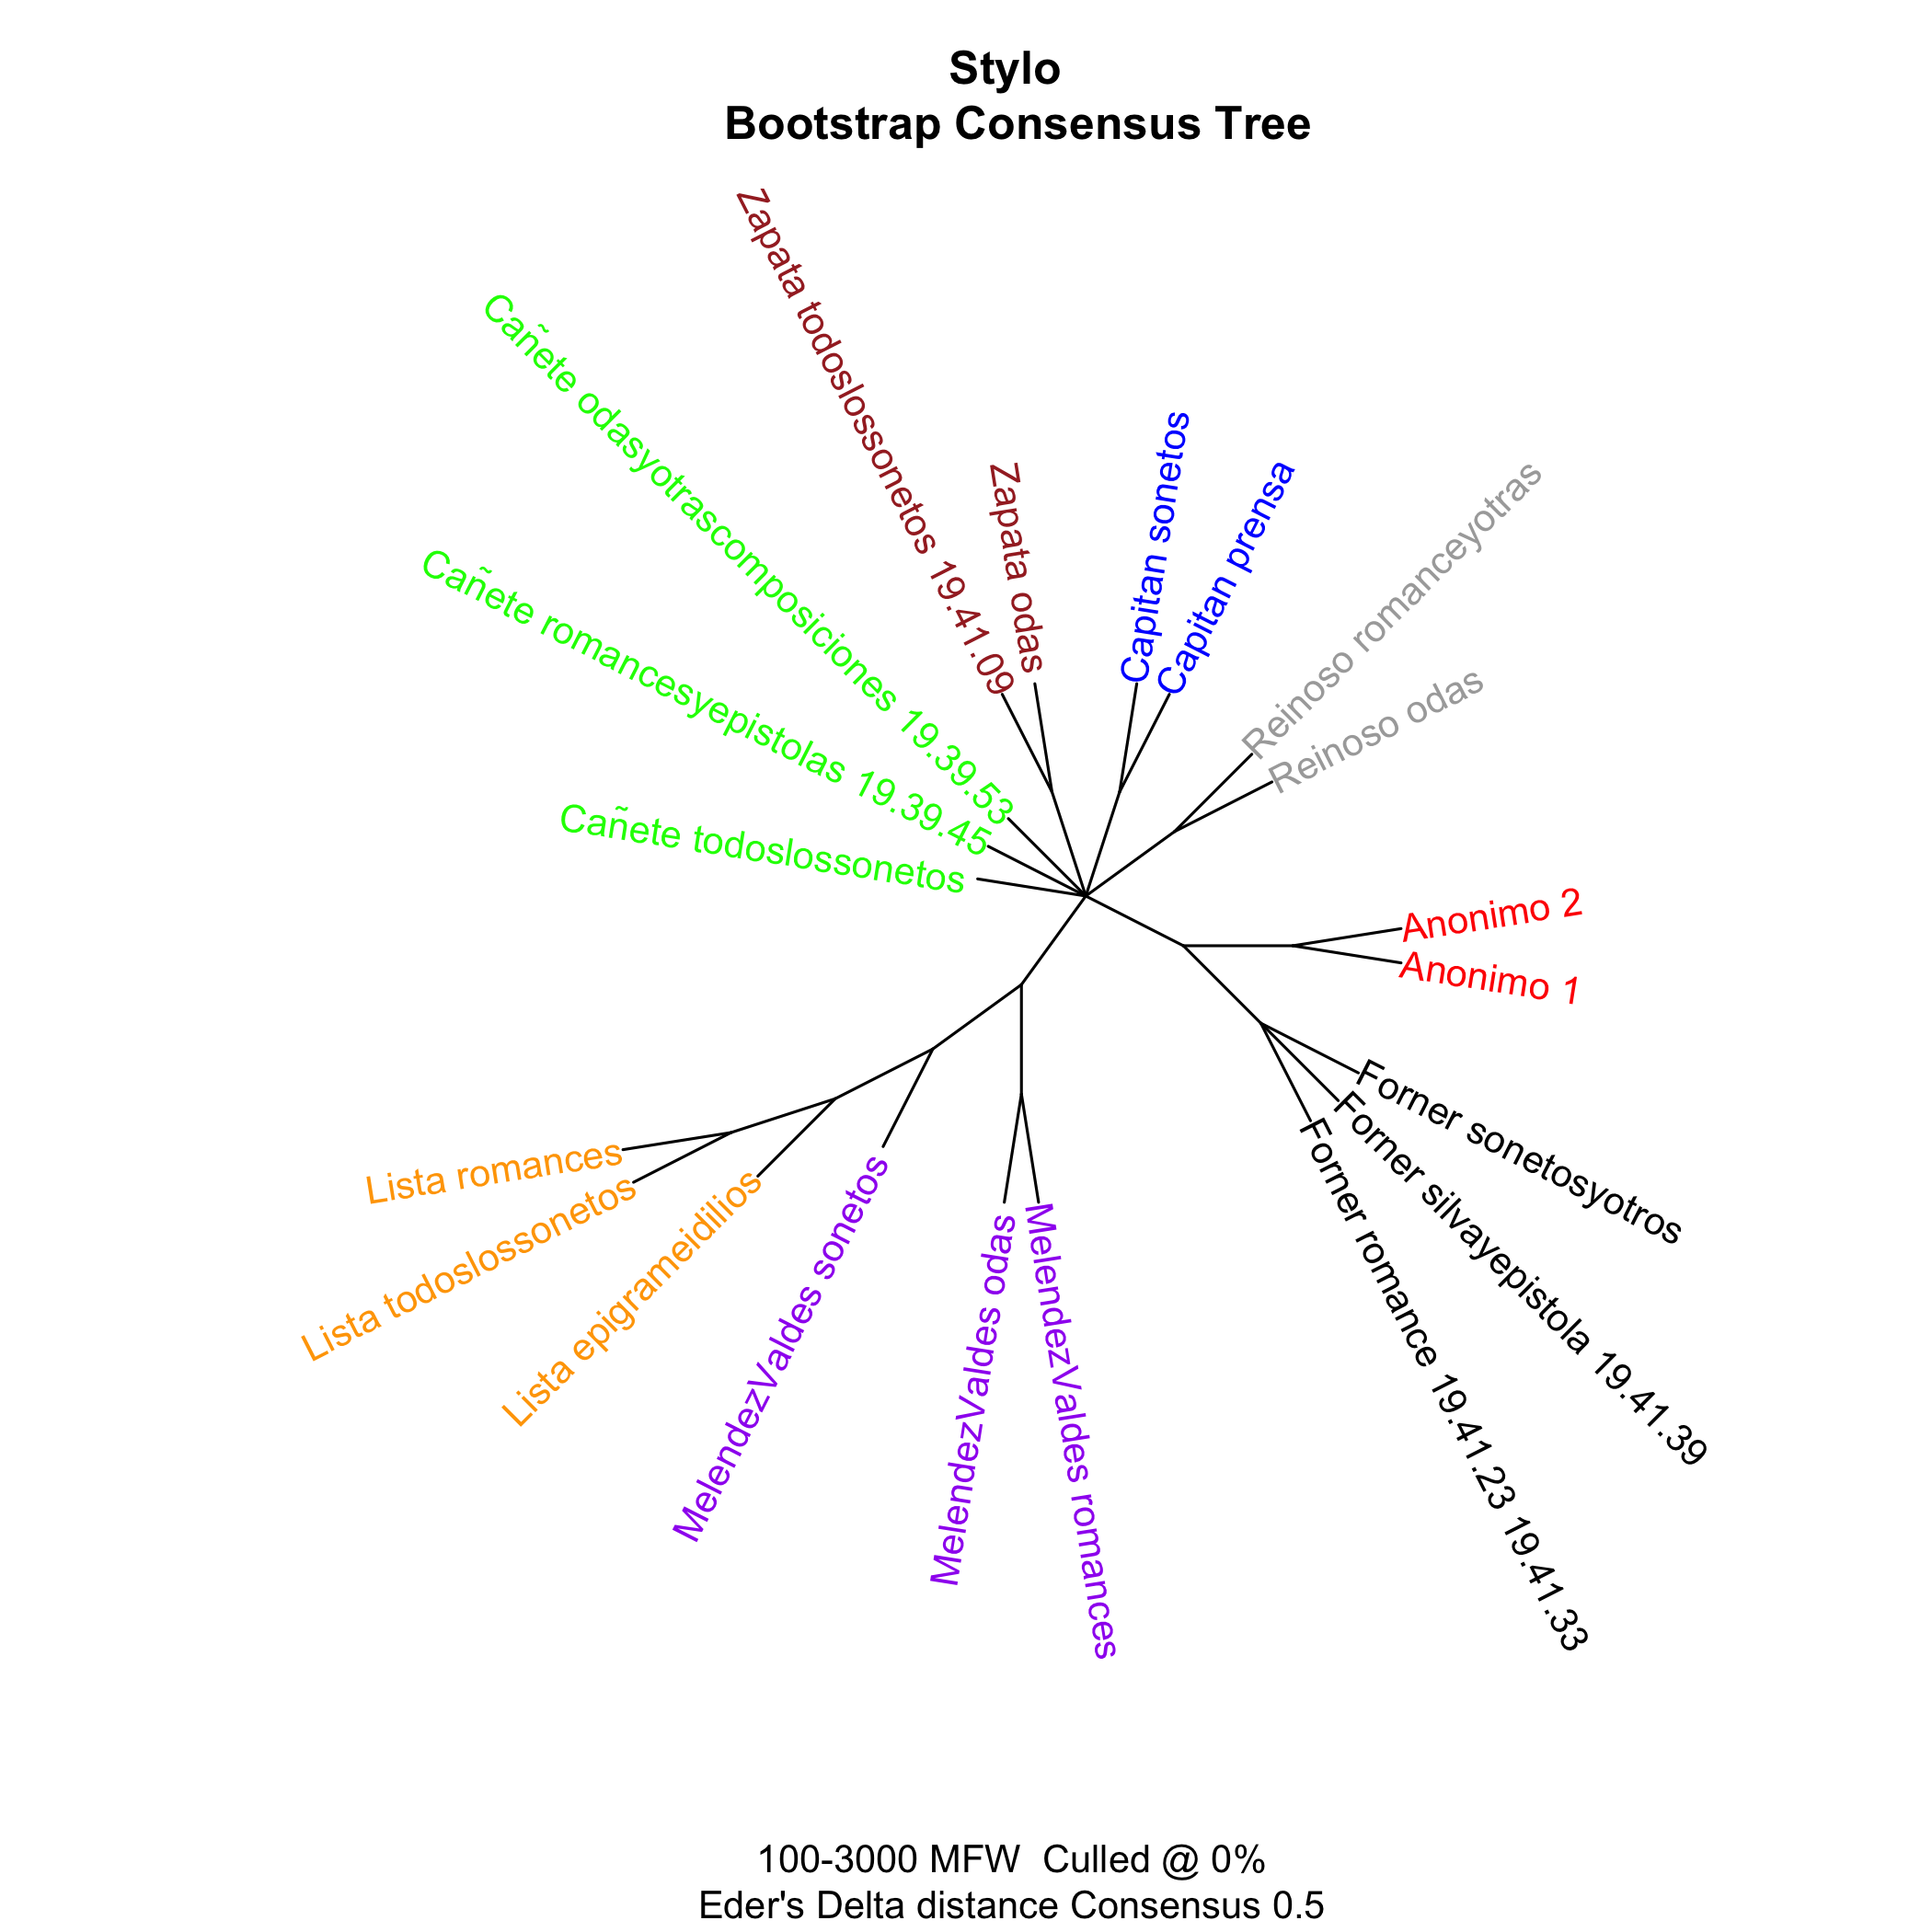 Stylo
Bootstrap Consensus Tree
Zapata todoslossonetos 19.41.09
Cañete odasyotrascomposiciones 19.39.53
Cañete romancesyepistolas 19.39.45
Cañete todoslossonetos
Zapata odas
Capitan sonetos
Capitan prensa
Reinoso romanceyotras
Reinoso odas
Anonimo 2
Anonimo 1
Forner sonetosyotros
Forner silvayepistola 19.41.39
Forner romance 19.41.23 19.41.33
Lista romances
Lista todoslossonetos
Lista epigrameidilios
MelendezValdes sonetos
MelendezValdes odas
MelendezValdes romances
100-3000 MFW  Culled @ 0%
Eder's Delta distance Consensus 0.5